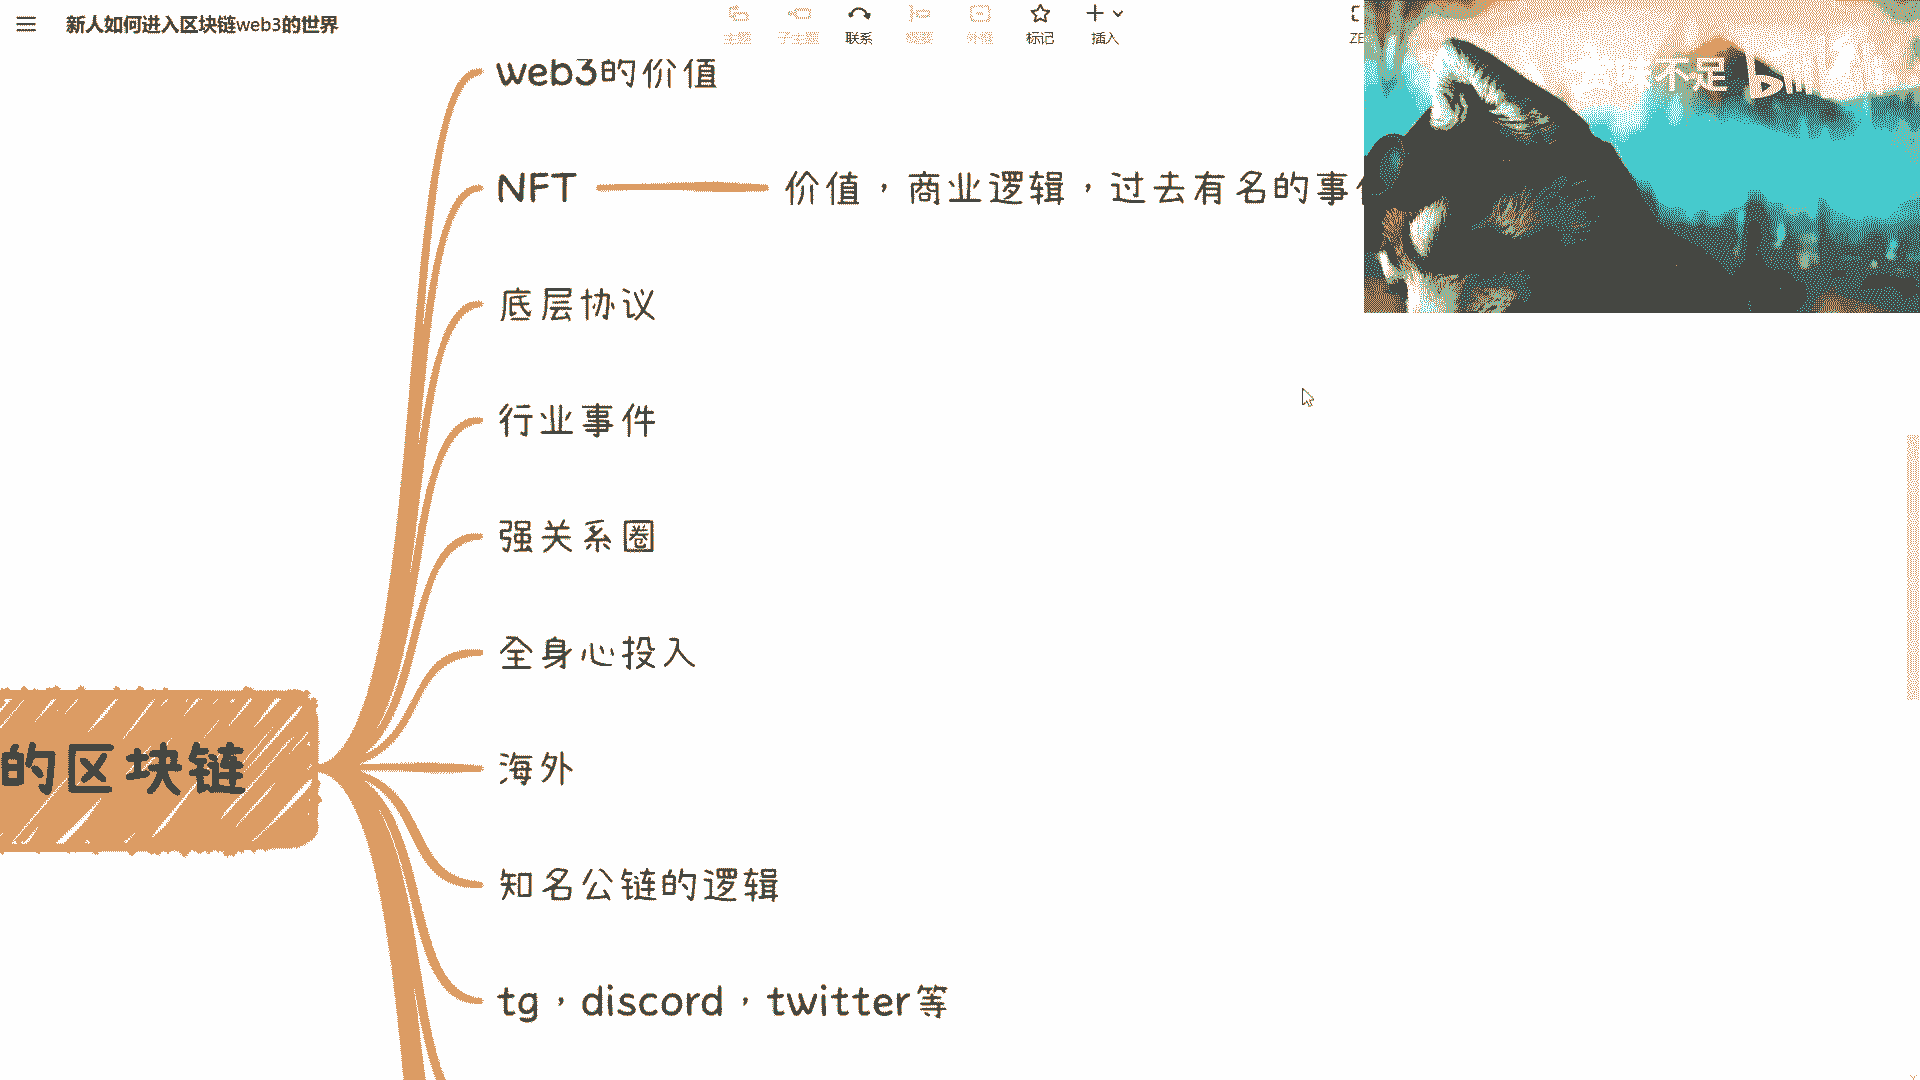 新人如何进入区块链web3的世界
主题 子主题 联系 概要 外框 标记 插入
web3的价值
NFT 价值，商业逻辑，过去有名的事
底层协议
行业事件
强关系圈
全身心投入
海外
的区块链
知名公链的逻辑
tg，discord，twitter等
不足